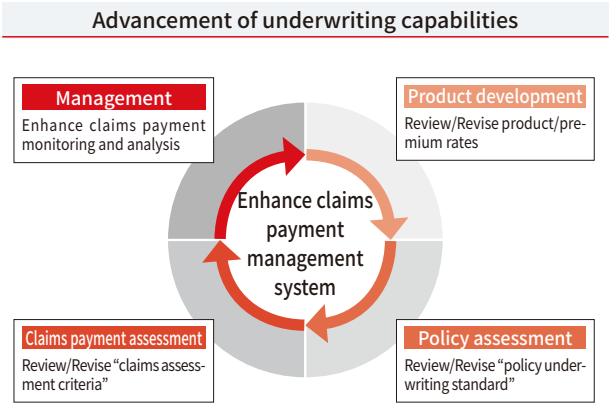 Advancement of underwriting capabilities
Management
Enhance claims payment
monitoring and analysis
Product development
Review/Revise product/pre-
mium rates
Enhance claims
payment
management
system
Claims payment assessment
Review/Revise “claims assess-
ment criteria”
Policy assessment
Review/Revise “policy under-
writing standard”